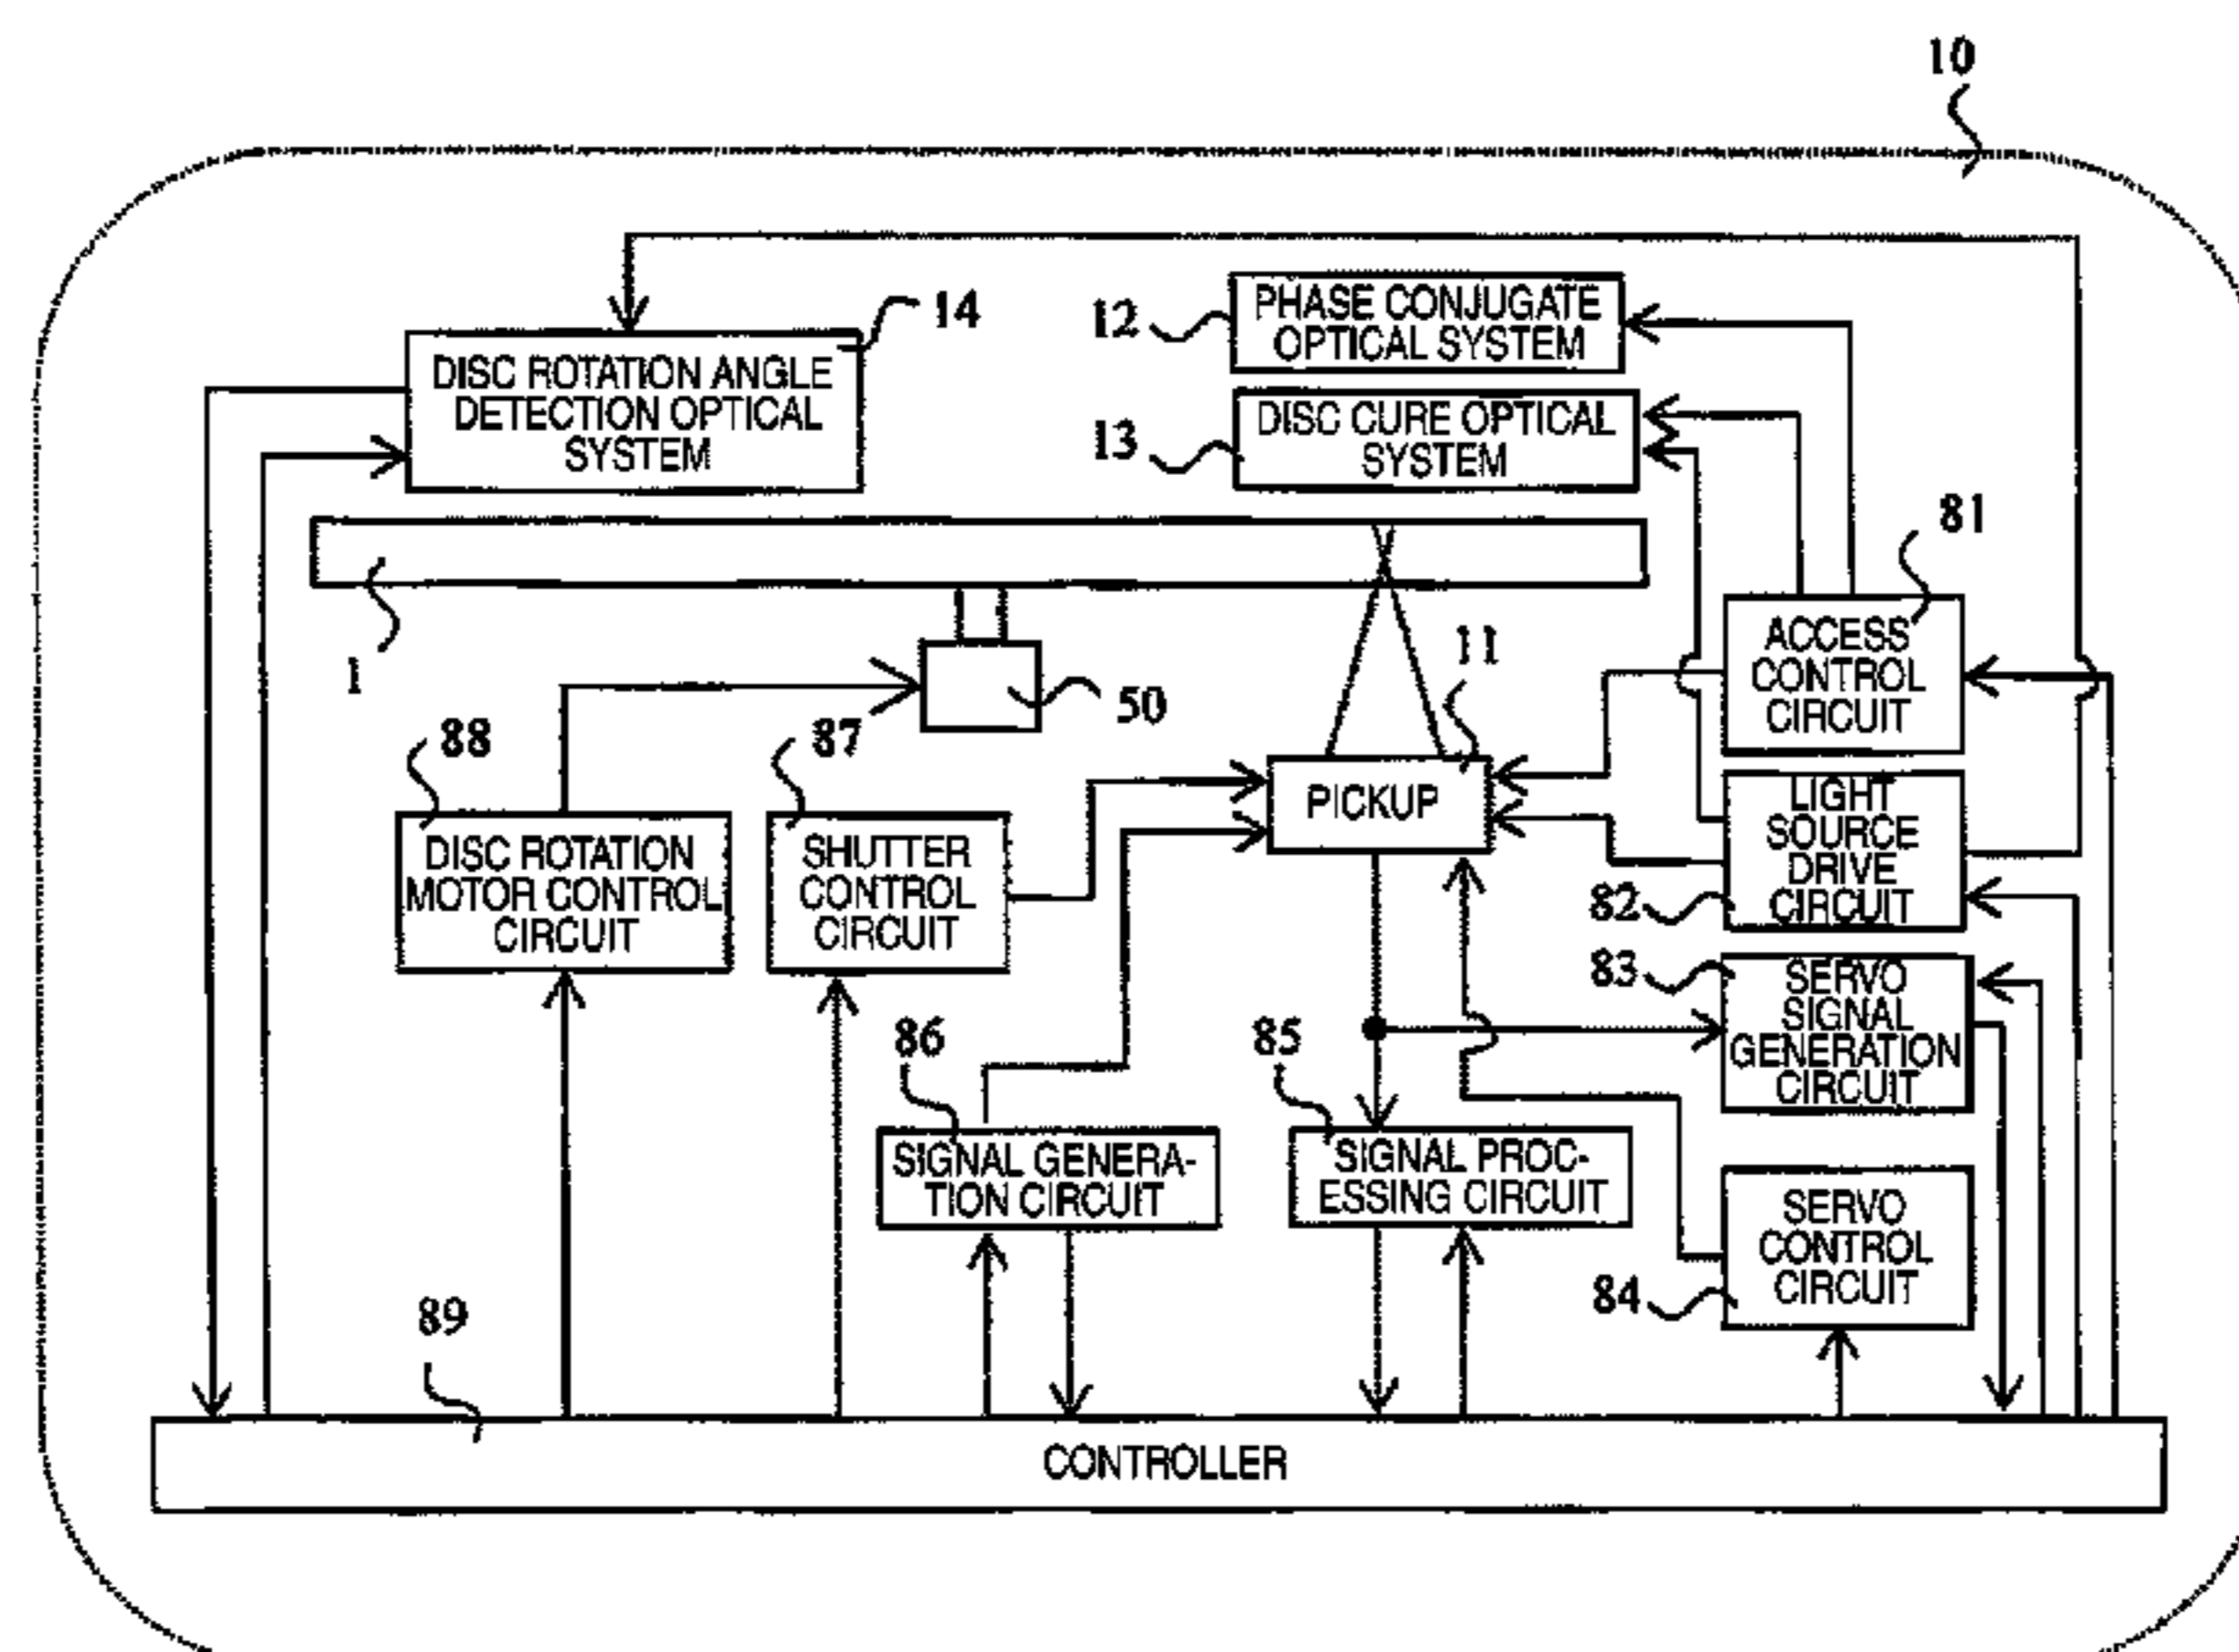 10
14
DISC ROTATION ANGLE
DETECTION OPTICAL
SYSTEM
12
PHASE CONJUGATE
OPTICAL SYSTEM
13
DISC CURE OPTICAL
SYSTEM
1
50
11
PICKUP
81
ACCESS
CONTROL
CIRCUIT
88
DISC ROTATION
MOTOR CONTROL
CIRCUIT
87
SHUTTER
CONTROL
CIRCUIT
82
LIGHT
SOURCE
DRIVE
CIRCUIT
83
SERVO
SIGNAL
GENERATION
CIRCUIT
86
SIGNAL GENERA-
TION CIRCUIT
85
SIGNAL PROC-
ESSING CIRCUIT
84
SERVO
CONTROL
CIRCUIT
89
CONTROLLER